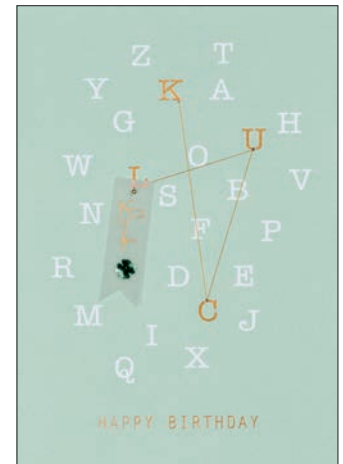 Z T
Y K A
G U H
O
W L S B V
N F P
R D E
M C J
I X
Q
HAPPY BIRTHDAY